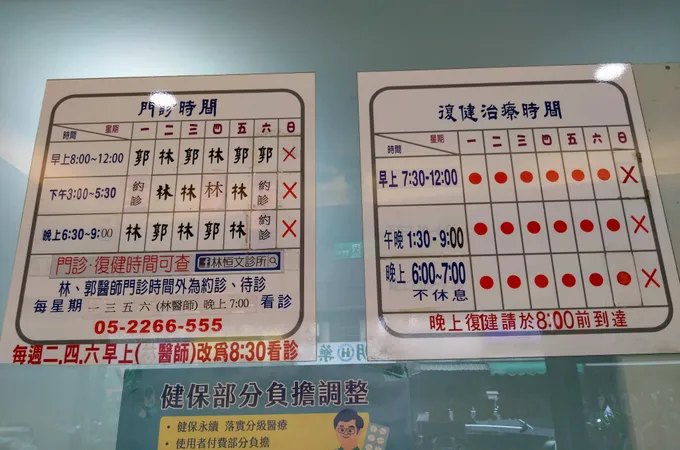 門診時間
時間 星期 一 二 三 四 五 六 日
早上8:00~12:00 郭 林 郭 林 郭 郭 ×
下午3:00~5:30 約診 林 林 林 林 約診 ×
晚上6:30~9:00 林 郭 林 郭 林 約診 ×
門診·復健時間可查 林恒文診所
林、郭醫師門診時間外為約診、待診
每星期 一 三 五 六 (林醫師) 晚上 7:00 看診
05-2266-555
每週二,四,六早上( 醫師)改為8:30看診
復健治療時間
時間 星期 一 二 三 四 五 六 日
早上 7:30-12:00 ● ● ● ● ● ● ×
午晚 1:30-9:00 ● ● ● ● ● ● ×
晚上 6:00~7:00 ● ● ● ● ● ● ×
不休息
晚上復健請於8:00前到達
健保部分負擔調整
•健保永續 落實分級醫療
•使用者付費部分負擔